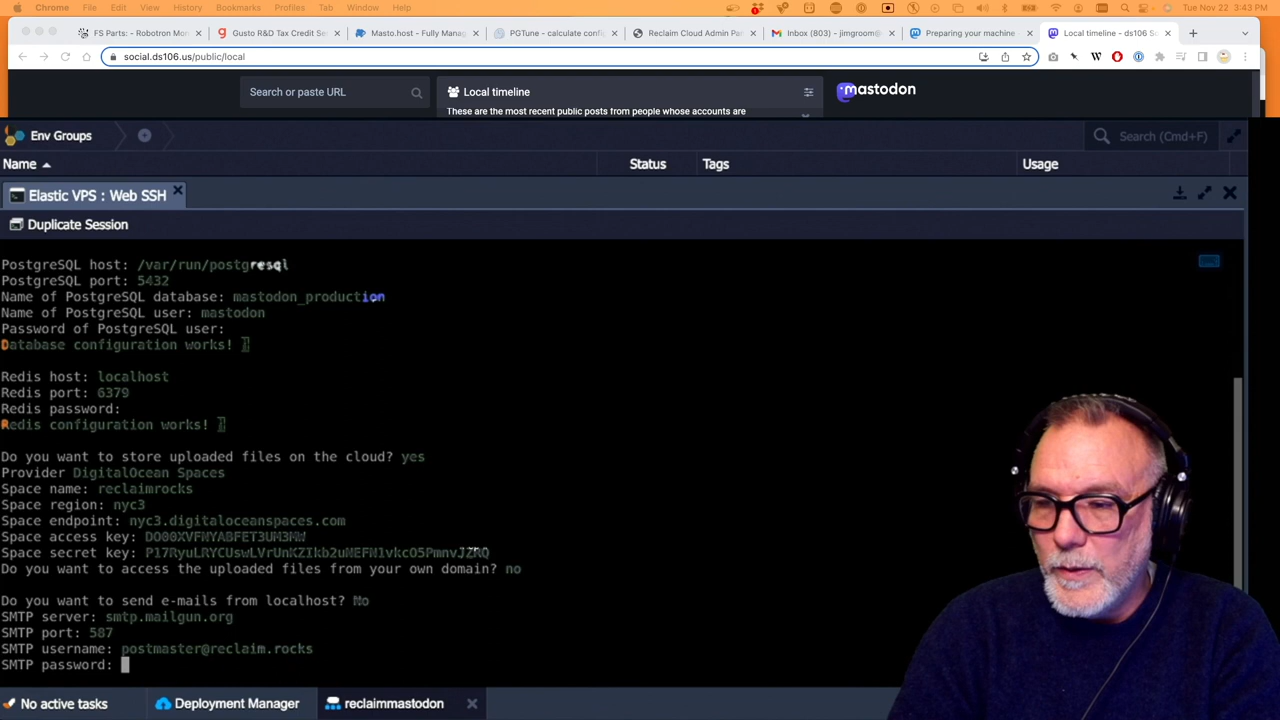 Chrome File Edit View History Bookmarks Profiles Tab Window Help Tue Nov 22 3:43 PM
FS Parts: - Robotron Mo Gusto R&D Tax Credit Se Masto.host – Fully Mana PGTune - calculate confi Reclaim Cloud Admin Pan Inbox (803) - jimgroom@ Preparing your machine Local timeline - ds106 So
social.ds106.us/public/local
Search or paste URL Local timeline mastodon
These are the most recent public posts from people whose accounts are
Env Groups Search (Cmd+F)
Name Status Tags Usage
Elastic VPS : Web SSH
Duplicate Session
PostgreSQL host: /var/run/postgresql
PostgreSQL port: 5432
Name of PostgreSQL database: mastodon_production
Name of PostgreSQL user: mastodon
Password of PostgreSQL user:
Database configuration works!
Redis host: localhost
Redis port: 6379
Redis password:
Redis configuration works!
Do you want to store uploaded files on the cloud? yes
Provider DigitalOcean Spaces
Space name: reclaimrocks
Space region: nyc3
Space endpoint: nyc3.digitaloceanspaces.com
Space access key:
Space secret key:
Do you want to access the uploaded files from your own domain? no
Do you want to send e-mails from localhost? No
SMTP server: smtp.mailgun.org
SMTP port: 587
SMTP username: postmaster@reclaim.rocks
SMTP password:
No active tasks Deployment Manager reclaimmastodon